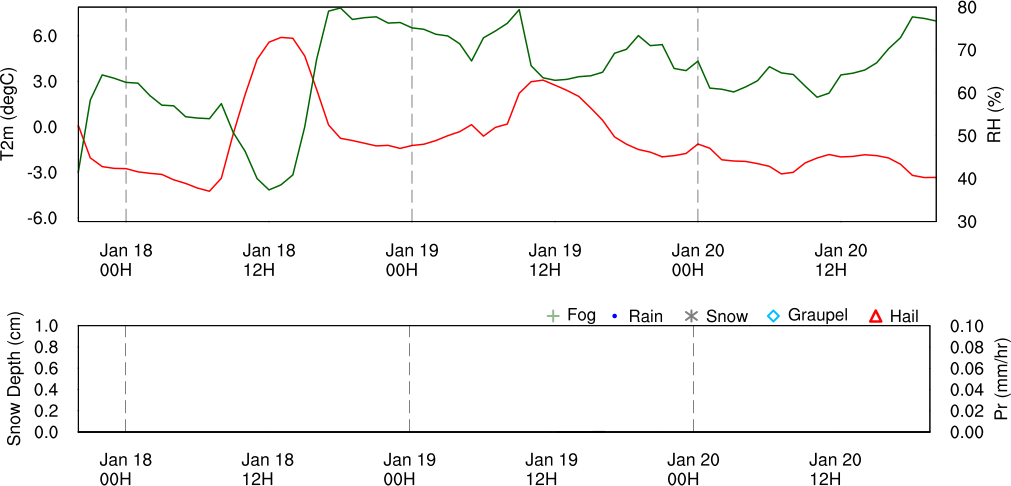 6.0
3.0
0.0
-3.0
-6.0
T2m (degC)
80
70
60
50
40
30
RH (%)
Jan 18 Jan 18 Jan 19 Jan 19 Jan 20 Jan 20
00H 12H 00H 12H 00H 12H
Fog Rain Snow Graupel Hail
1.0
0.8
0.6
0.4
0.2
0.0
Snow Depth (cm)
0.10
0.08
0.06
0.04
0.02
0.00
Pr (mm/hr)
Jan 18 Jan 18 Jan 19 Jan 19 Jan 20 Jan 20
00H 12H 00H 12H 00H 12H